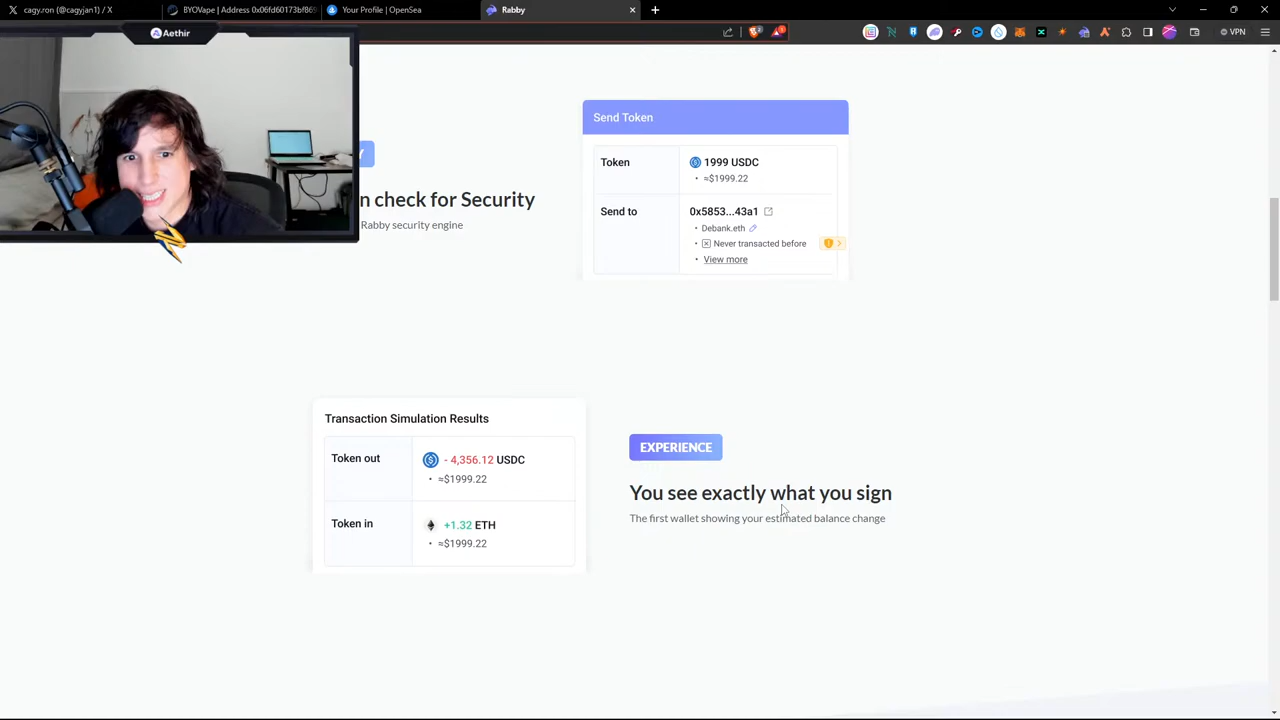 cagy.ron (@cagyjan1) / X
BYOVape | Address 0x06fd60173bf869
Your Profile | OpenSea
Rabby
VPN
Aethir
n check for Security
Rabby security engine
Send Token
Token
1999 USDC
≈$1999.22
Send to
0x5853...43a1
Debank.eth
Never transacted before
View more
Transaction Simulation Results
Token out
- 4,356.12 USDC
≈$1999.22
Token in
+1.32 ETH
≈$1999.22
EXPERIENCE
You see exactly what you sign
The first wallet showing your estimated balance change